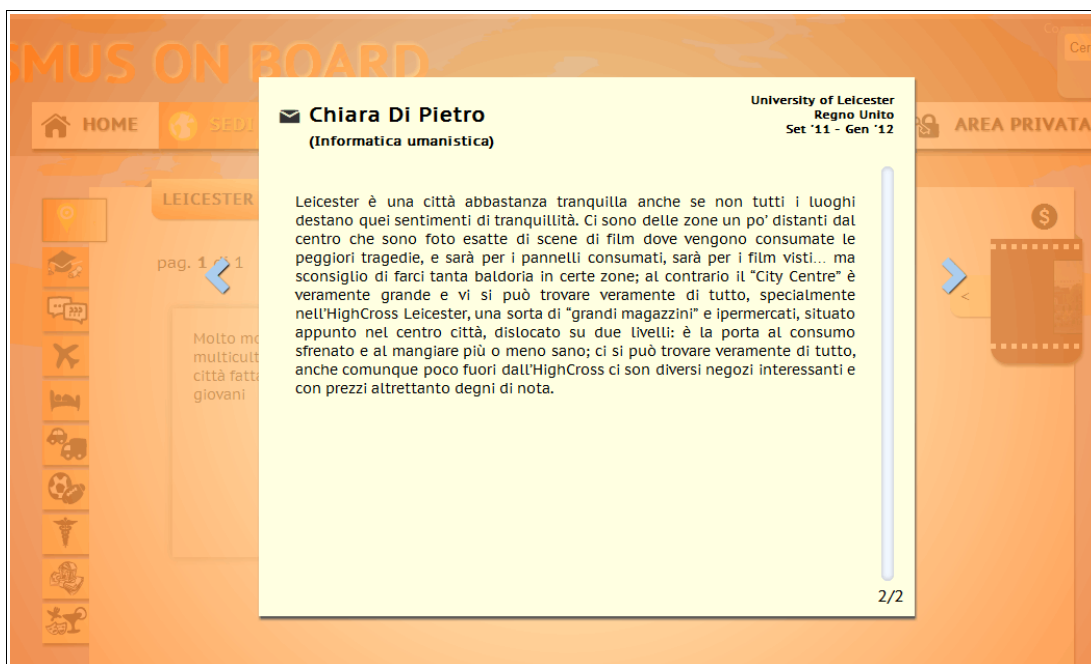 SMUS ON BOARD
Cer
HOME
SEDI
AREA PRIVATA
LEICESTER
pag. 1 di 1
Molto mo
multicult
città fatta
giovani
<
Chiara Di Pietro
(Informatica umanistica)
University of Leicester
Regno Unito
Set '11 - Gen '12
Leicester è una città abbastanza tranquilla anche se non tutti i luoghi
destano quei sentimenti di tranquillità. Ci sono delle zone un po' distanti dal
centro che sono foto esatte di scene di film dove vengono consumate le
peggiori tragedie, e sarà per i pannelli consumati, sarà per i film visti... ma
sconsiglio di farci tanta baldoria in certe zone; al contrario il “City Centre” è
veramente grande e vi si può trovare veramente di tutto, specialmente
nell'HighCross Leicester, una sorta di “grandi magazzini” e ipermercati, situato
appunto nel centro città, dislocato su due livelli: è la porta al consumo
sfrenato e al mangiare più o meno sano; ci si può trovare veramente di tutto,
anche comunque poco fuori dall'HighCross ci son diversi negozi interessanti e
con prezzi altrettanto degni di nota.
2/2